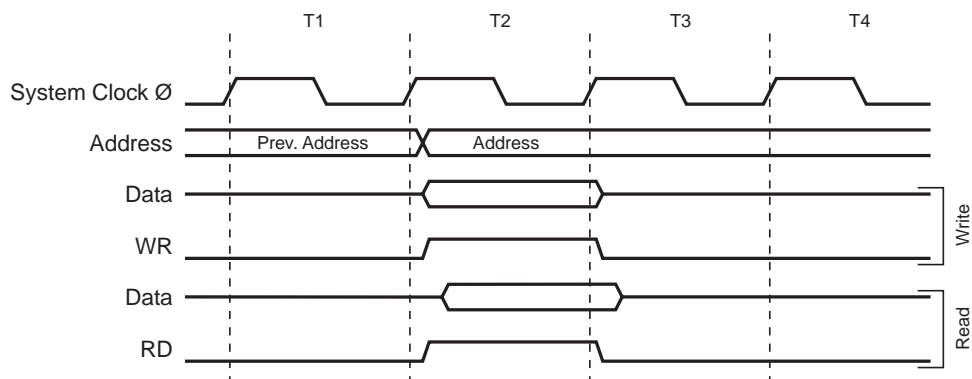 T1 T2 T3 T4
System Clock Ø
Address Prev. Address Address
Data
WR
Write
Data
RD
Read